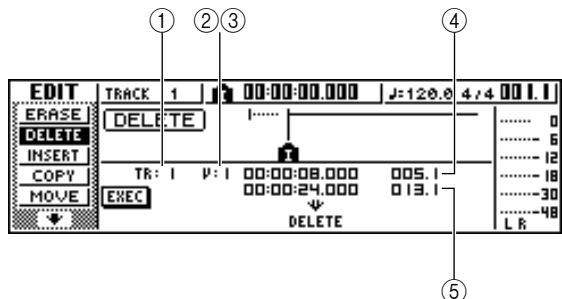 ① ② ③ ④
EDIT TRACK 1 00:00:00.000 ♩=120.0 4/4 001.1
ERASE DELETE 0
DELETE 6
INSERT 12
COPY TR: 1 V: 1 00:00:08.000 005.1 18
MOVE EXEC 00:00:24.000 013.1 30
DELETE 48
L R
⑤